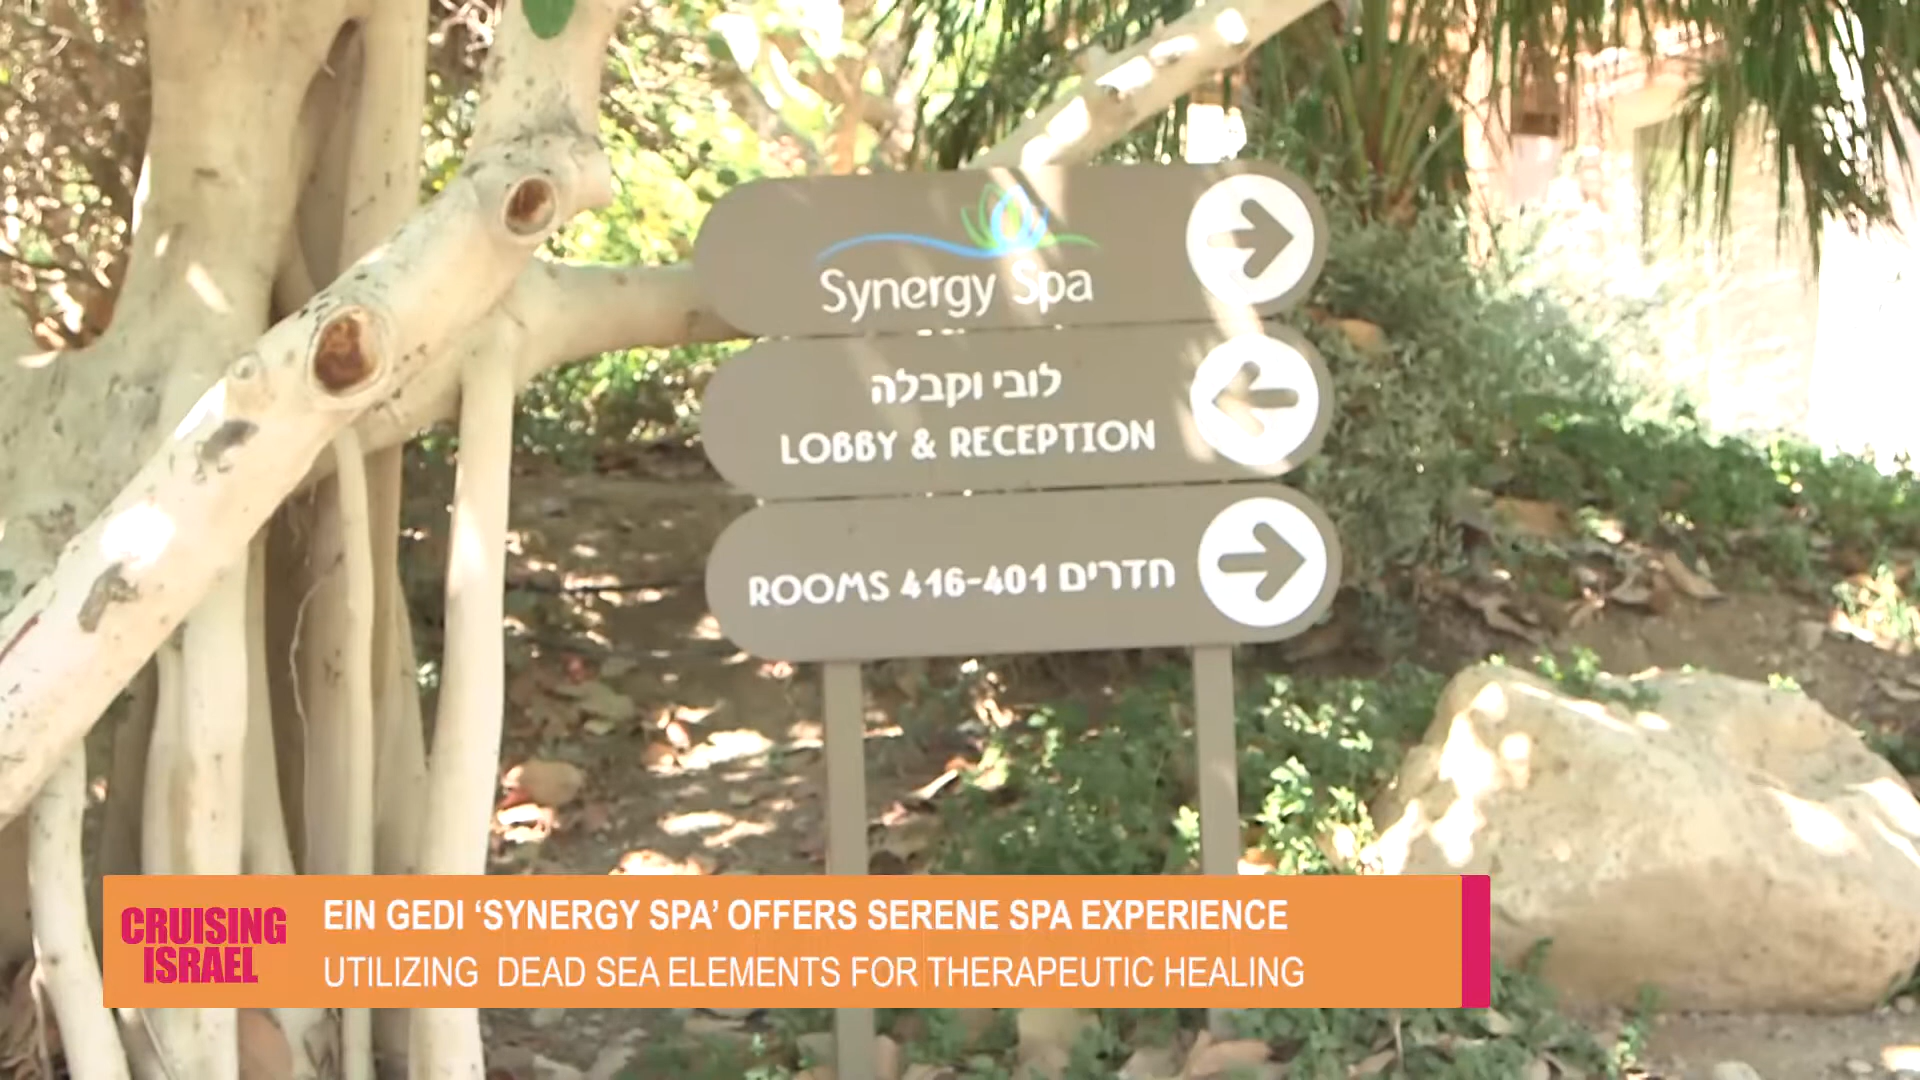 Synergy Spa
לובי וקבלה
LOBBY & RECEPTION
ROOMS 416-401 חדרים
CRUISING
ISRAEL
EIN GEDI ‘SYNERGY SPA’ OFFERS SERENE SPA EXPERIENCE
UTILIZING  DEAD SEA ELEMENTS FOR THERAPEUTIC HEALING